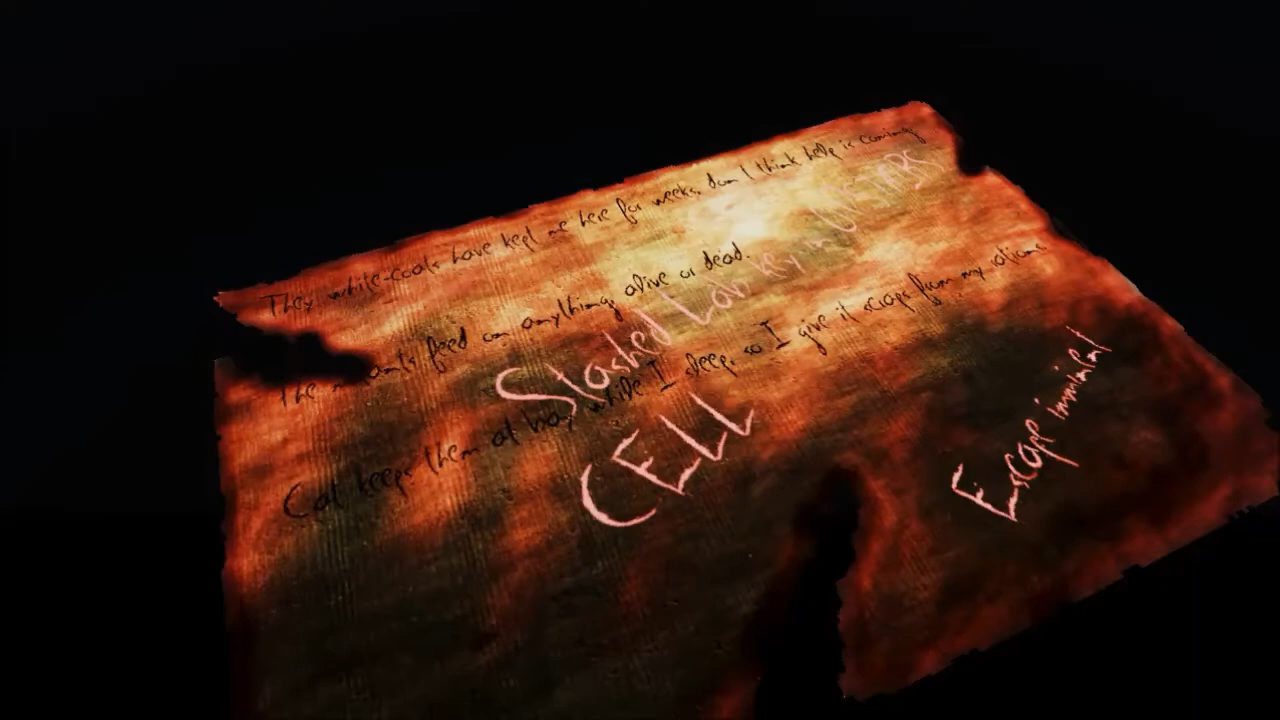 They white-coats have kept me here for weeks. don I think help is coming
The mutants feed on anything, alive or dead.
Cat keeps them at bay while I sleep, so I give it scraps from my rations
Stashed Lab key in UPSTAIRS
CELL
Escape imminent